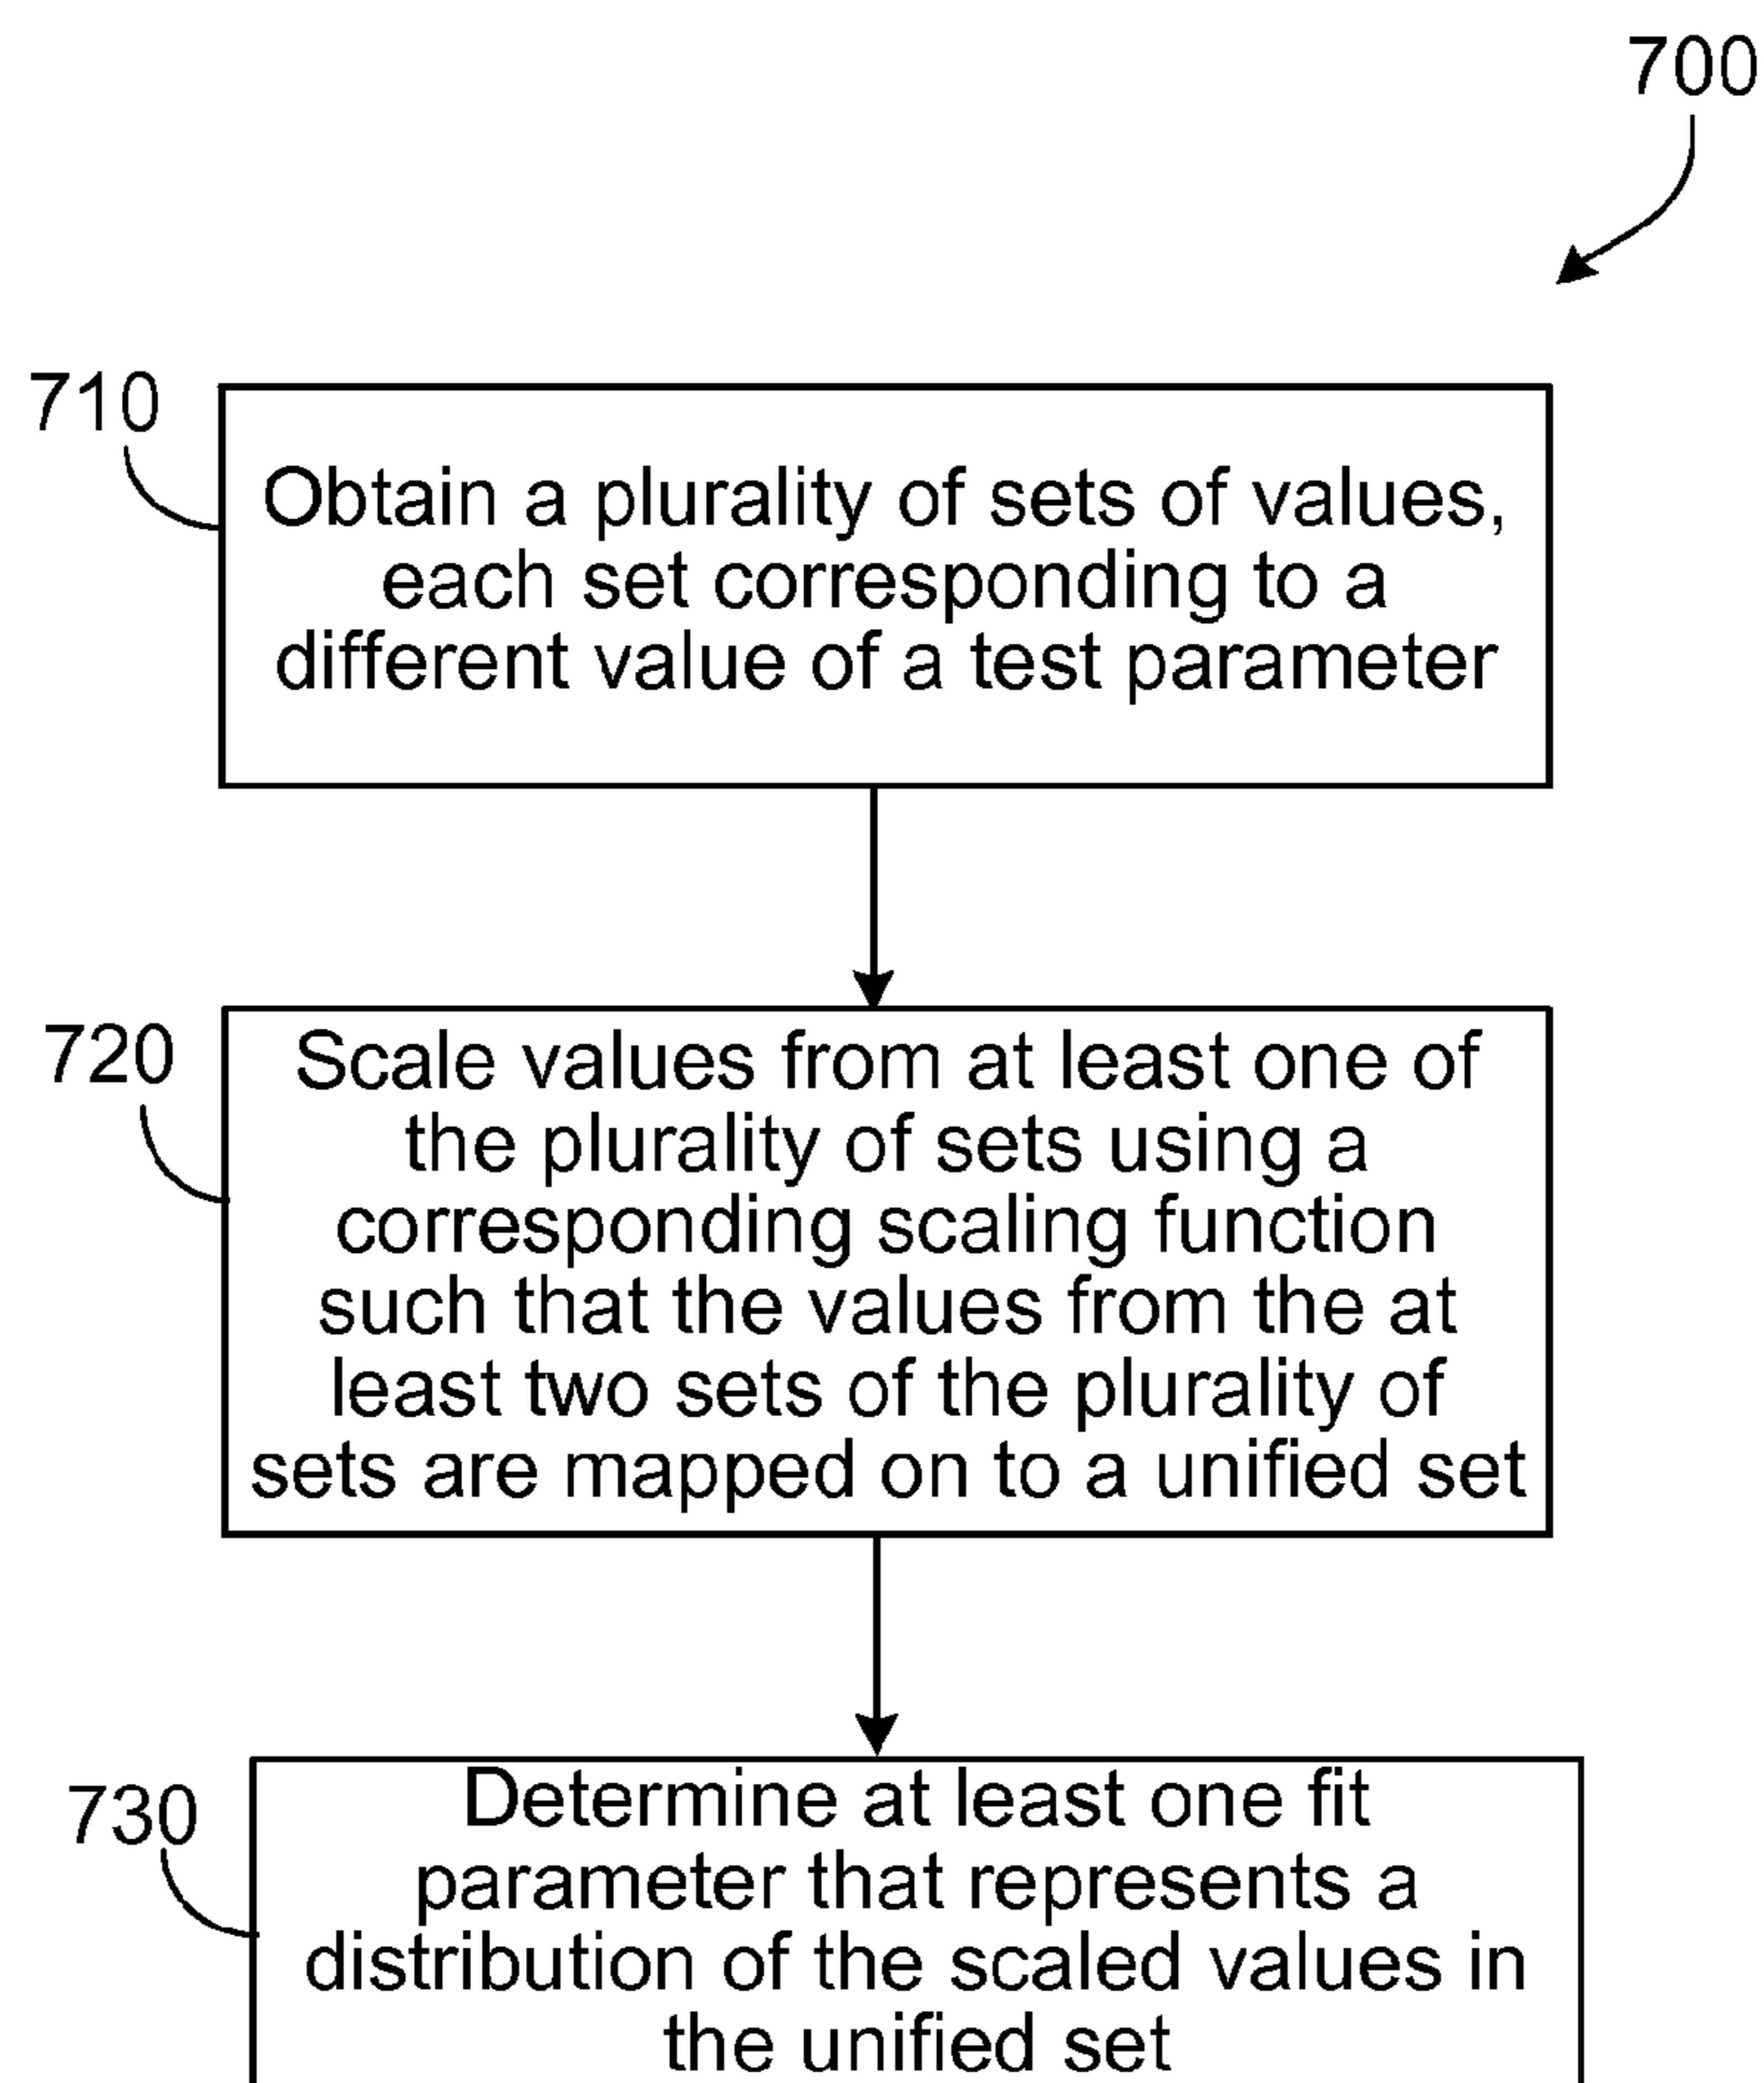 700
710
Obtain a plurality of sets of values,
each set corresponding to a
different value of a test parameter
720
Scale values from at least one of
the plurality of sets using a
corresponding scaling function
such that the values from the at
least two sets of the plurality of
sets are mapped on to a unified set
730
Determine at least one fit
parameter that represents a
distribution of the scaled values in
the unified set